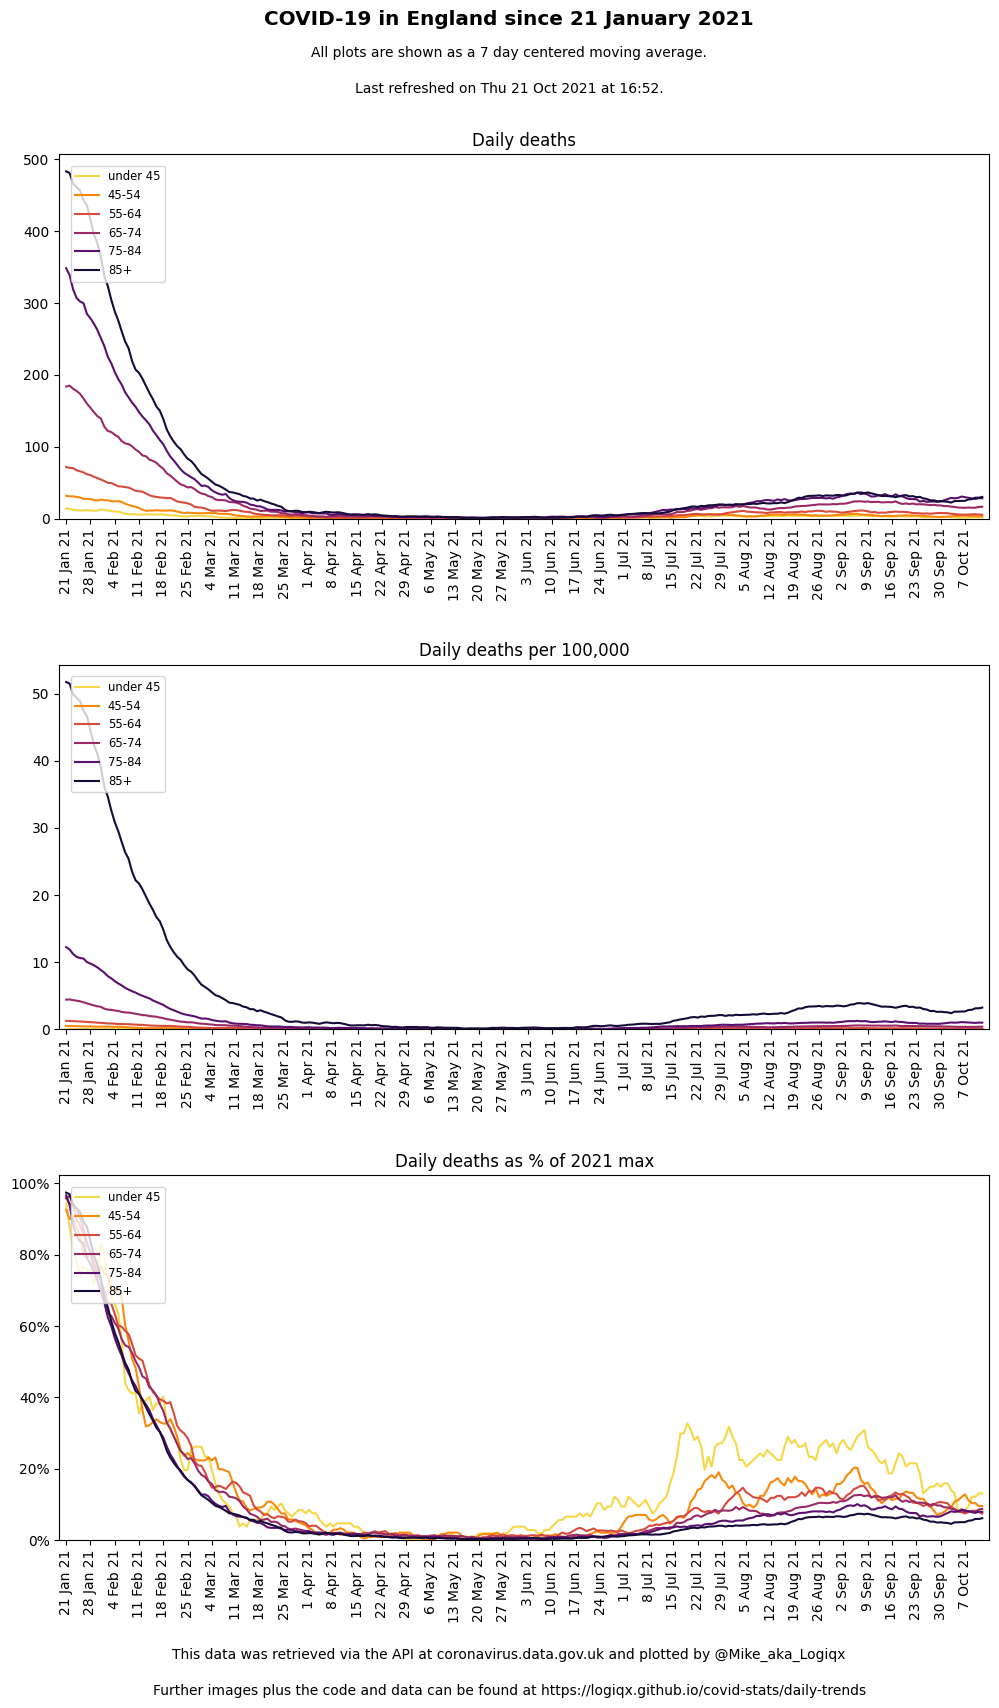 COVID-19 in England since 21 January 2021
All plots are shown as a 7 day centered moving average.
Last refreshed on Thu 21 Oct 2021 at 16:52.
Daily deaths
500
400
300
200
100
0
under 45
45-54
55-64
65-74
75-84
85+
21 Jan 21
28 Jan 21
4 Feb 21
11 Feb 21
18 Feb 21
25 Feb 21
4 Mar 21
11 Mar 21
18 Mar 21
25 Mar 21
1 Apr 21
8 Apr 21
15 Apr 21
22 Apr 21
29 Apr 21
6 May 21
13 May 21
20 May 21
27 May 21
3 Jun 21
10 Jun 21
17 Jun 21
24 Jun 21
1 Jul 21
8 Jul 21
15 Jul 21
22 Jul 21
29 Jul 21
5 Aug 21
12 Aug 21
19 Aug 21
26 Aug 21
2 Sep 21
9 Sep 21
16 Sep 21
23 Sep 21
30 Sep 21
7 Oct 21
Daily deaths per 100,000
50
40
30
20
10
0
under 45
45-54
55-64
65-74
75-84
85+
21 Jan 21
28 Jan 21
4 Feb 21
11 Feb 21
18 Feb 21
25 Feb 21
4 Mar 21
11 Mar 21
18 Mar 21
25 Mar 21
1 Apr 21
8 Apr 21
15 Apr 21
22 Apr 21
29 Apr 21
6 May 21
13 May 21
20 May 21
27 May 21
3 Jun 21
10 Jun 21
17 Jun 21
24 Jun 21
1 Jul 21
8 Jul 21
15 Jul 21
22 Jul 21
29 Jul 21
5 Aug 21
12 Aug 21
19 Aug 21
26 Aug 21
2 Sep 21
9 Sep 21
16 Sep 21
23 Sep 21
30 Sep 21
7 Oct 21
Daily deaths as % of 2021 max
100%
80%
60%
40%
20%
0%
under 45
45-54
55-64
65-74
75-84
85+
21 Jan 21
28 Jan 21
4 Feb 21
11 Feb 21
18 Feb 21
25 Feb 21
4 Mar 21
11 Mar 21
18 Mar 21
25 Mar 21
1 Apr 21
8 Apr 21
15 Apr 21
22 Apr 21
29 Apr 21
6 May 21
13 May 21
20 May 21
27 May 21
3 Jun 21
10 Jun 21
17 Jun 21
24 Jun 21
1 Jul 21
8 Jul 21
15 Jul 21
22 Jul 21
29 Jul 21
5 Aug 21
12 Aug 21
19 Aug 21
26 Aug 21
2 Sep 21
9 Sep 21
16 Sep 21
23 Sep 21
30 Sep 21
7 Oct 21
This data was retrieved via the API at coronavirus.data.gov.uk and plotted by @Mike_aka_Logiqx
Further images plus the code and data can be found at https://logiqx.github.io/covid-stats/daily-trends